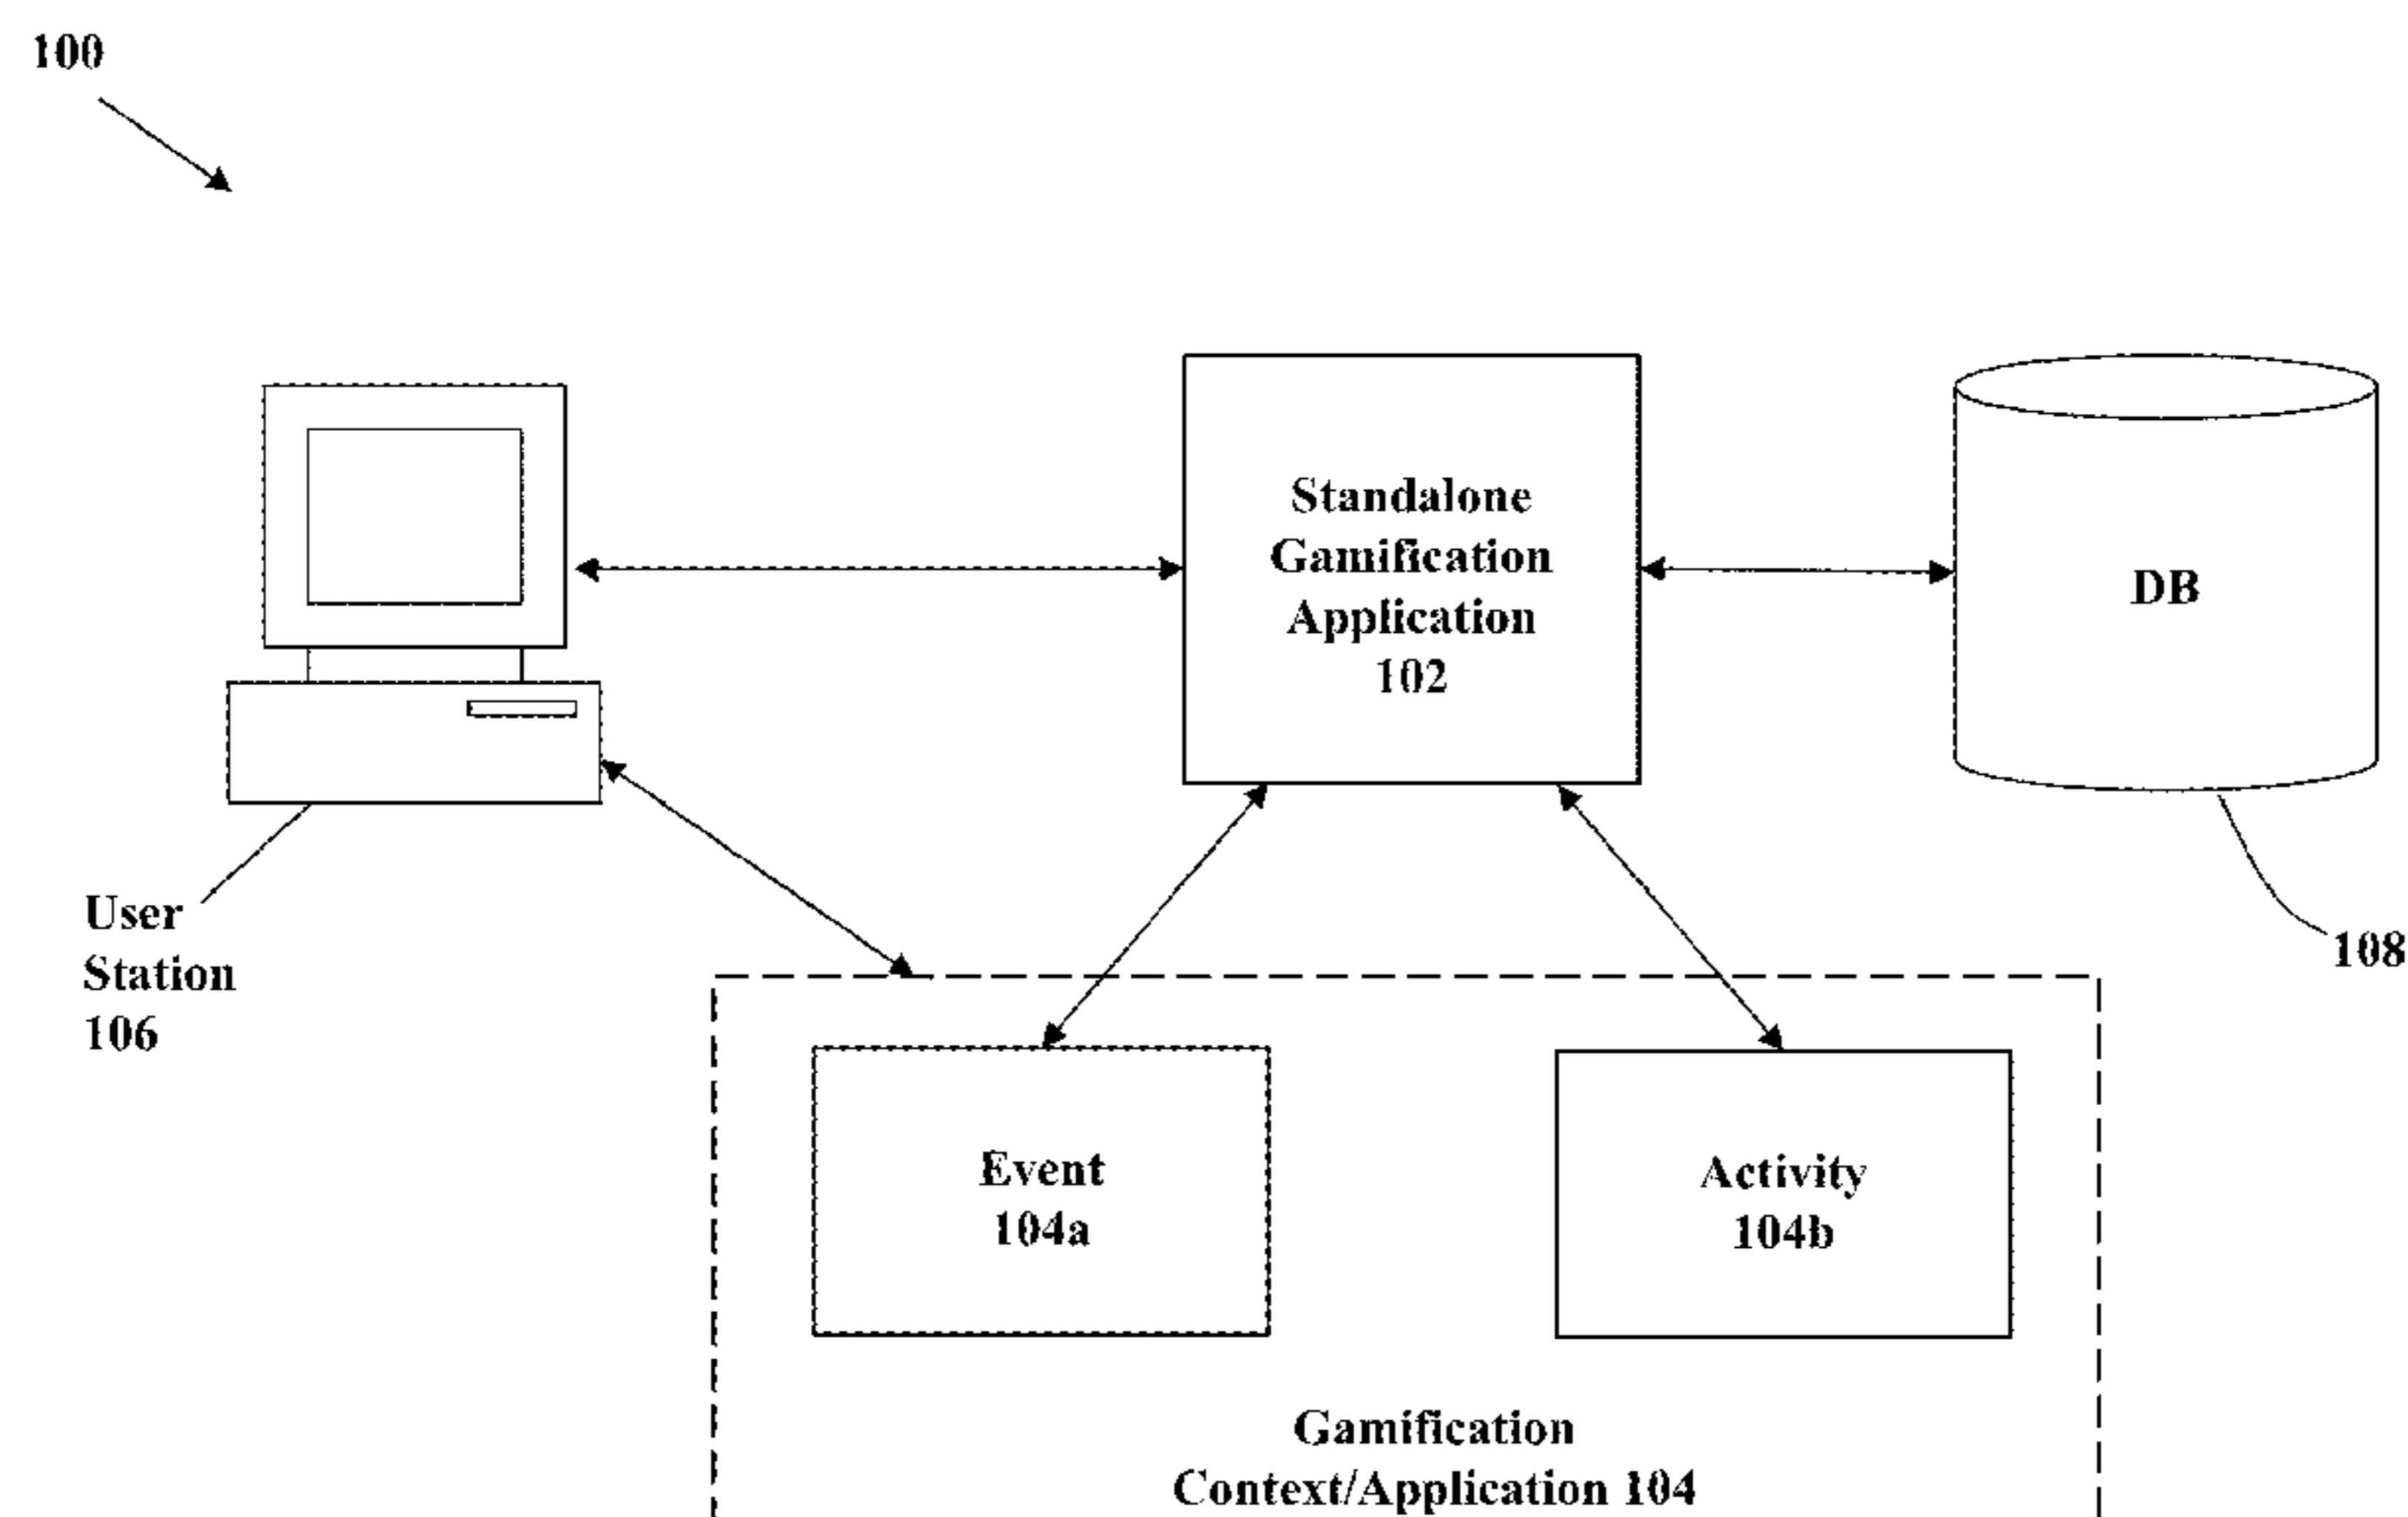 100
Standalone
Gamification
Application
102
DB
User
Station
106
108
Event
104a
Activity
104b
Gamification
Context/Application 104